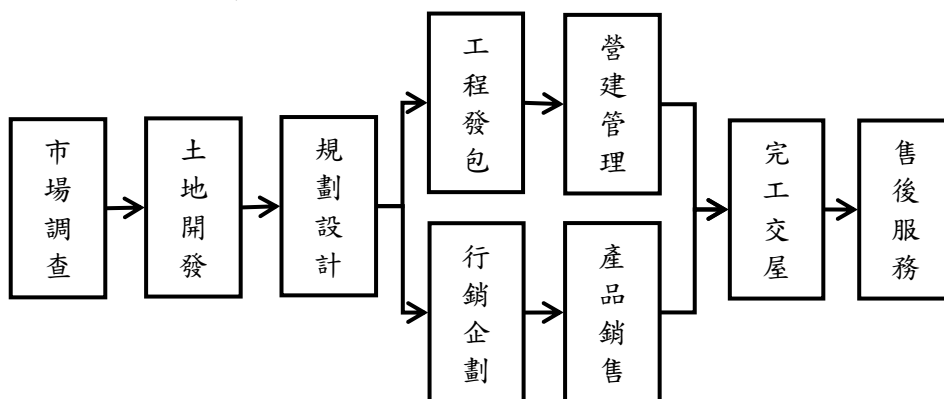 市場調查
土地開發
規劃設計
工程發包
營建管理
行銷企劃
產品銷售
完工交屋
售後服務